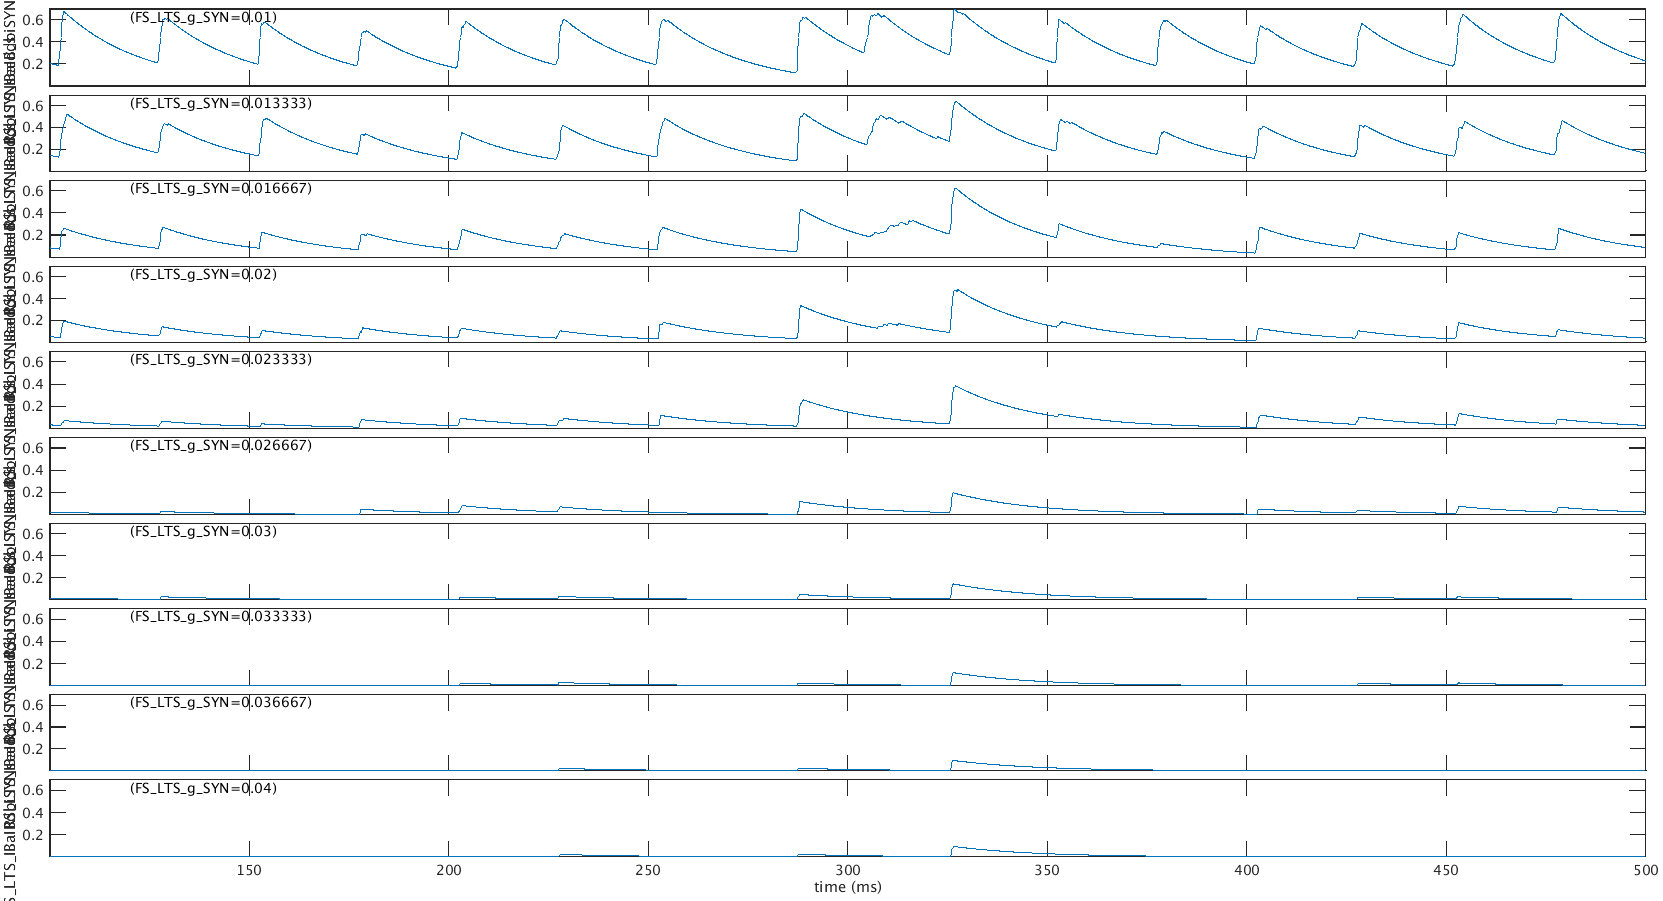 (FS_LTS_g_SYN=0.01)
0.6
0.4
0.2
(FS_LTS_g_SYN=0.013333)
0.6
0.4
0.2
(FS_LTS_g_SYN=0.016667)
0.6
0.4
0.2
(FS_LTS_g_SYN=0.02)
0.6
0.4
0.2
(FS_LTS_g_SYN=0.023333)
0.6
0.4
0.2
(FS_LTS_g_SYN=0.026667)
0.6
0.4
0.2
(FS_LTS_g_SYN=0.03)
0.6
0.4
0.2
(FS_LTS_g_SYN=0.033333)
0.6
0.4
0.2
(FS_LTS_g_SYN=0.036667)
0.6
0.4
0.2
(FS_LTS_g_SYN=0.04)
0.6
0.4
0.2
150 200 250 300 350 400 450 500
time (ms)